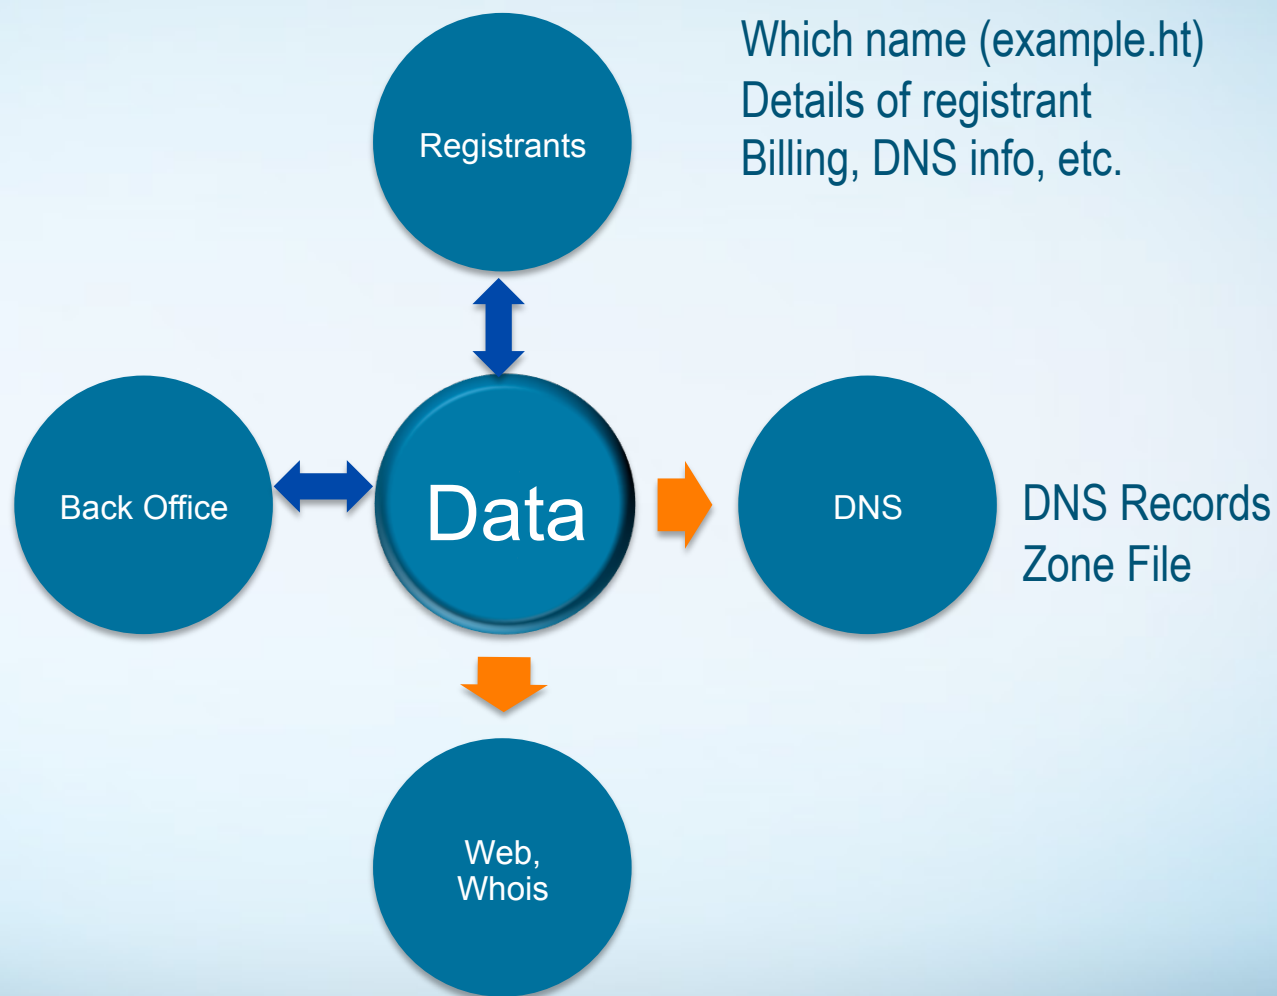 Registrants
Which name (example.ht)
Details of registrant
Billing, DNS info, etc.
Back Office
Data
DNS
DNS Records
Zone File
Web,
Whois